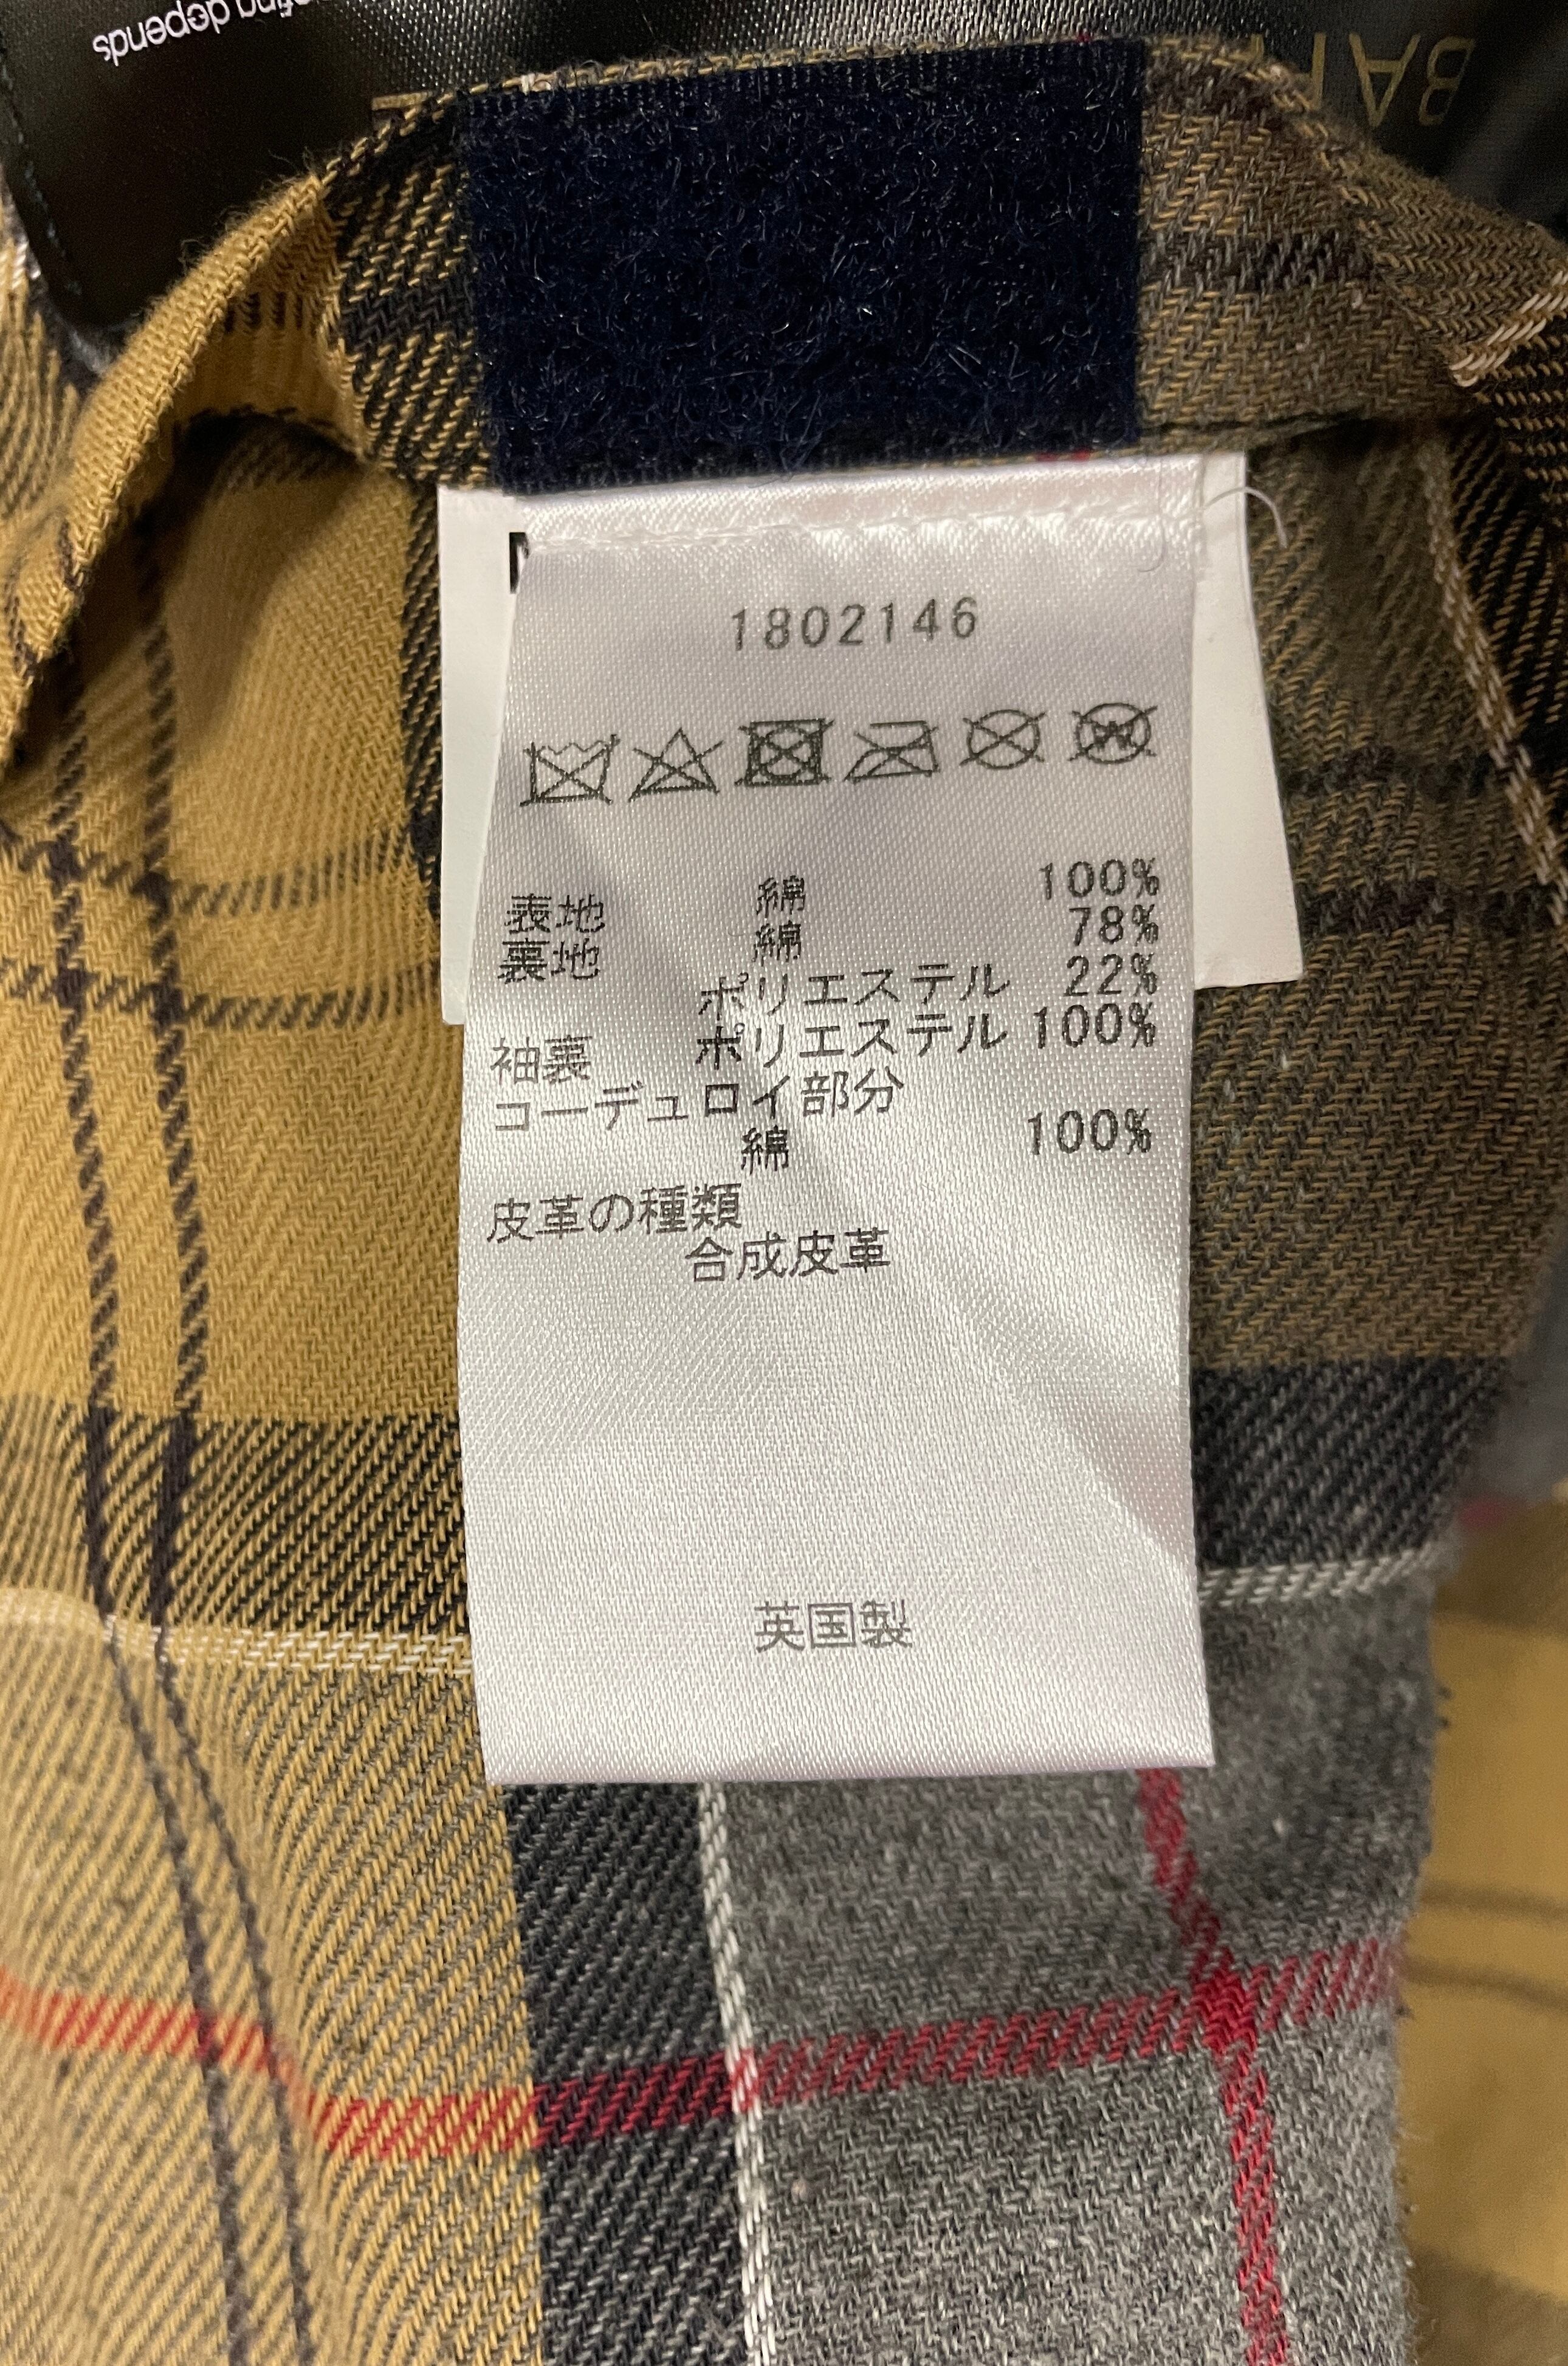 depends
BA
1802146
表地 綿 100%
裏地 綿 78%
ポリエステル 22%
袖裏 ポリエステル 100%
コーデュロイ部分
綿 100%
皮革の種類
合成皮革
英国製